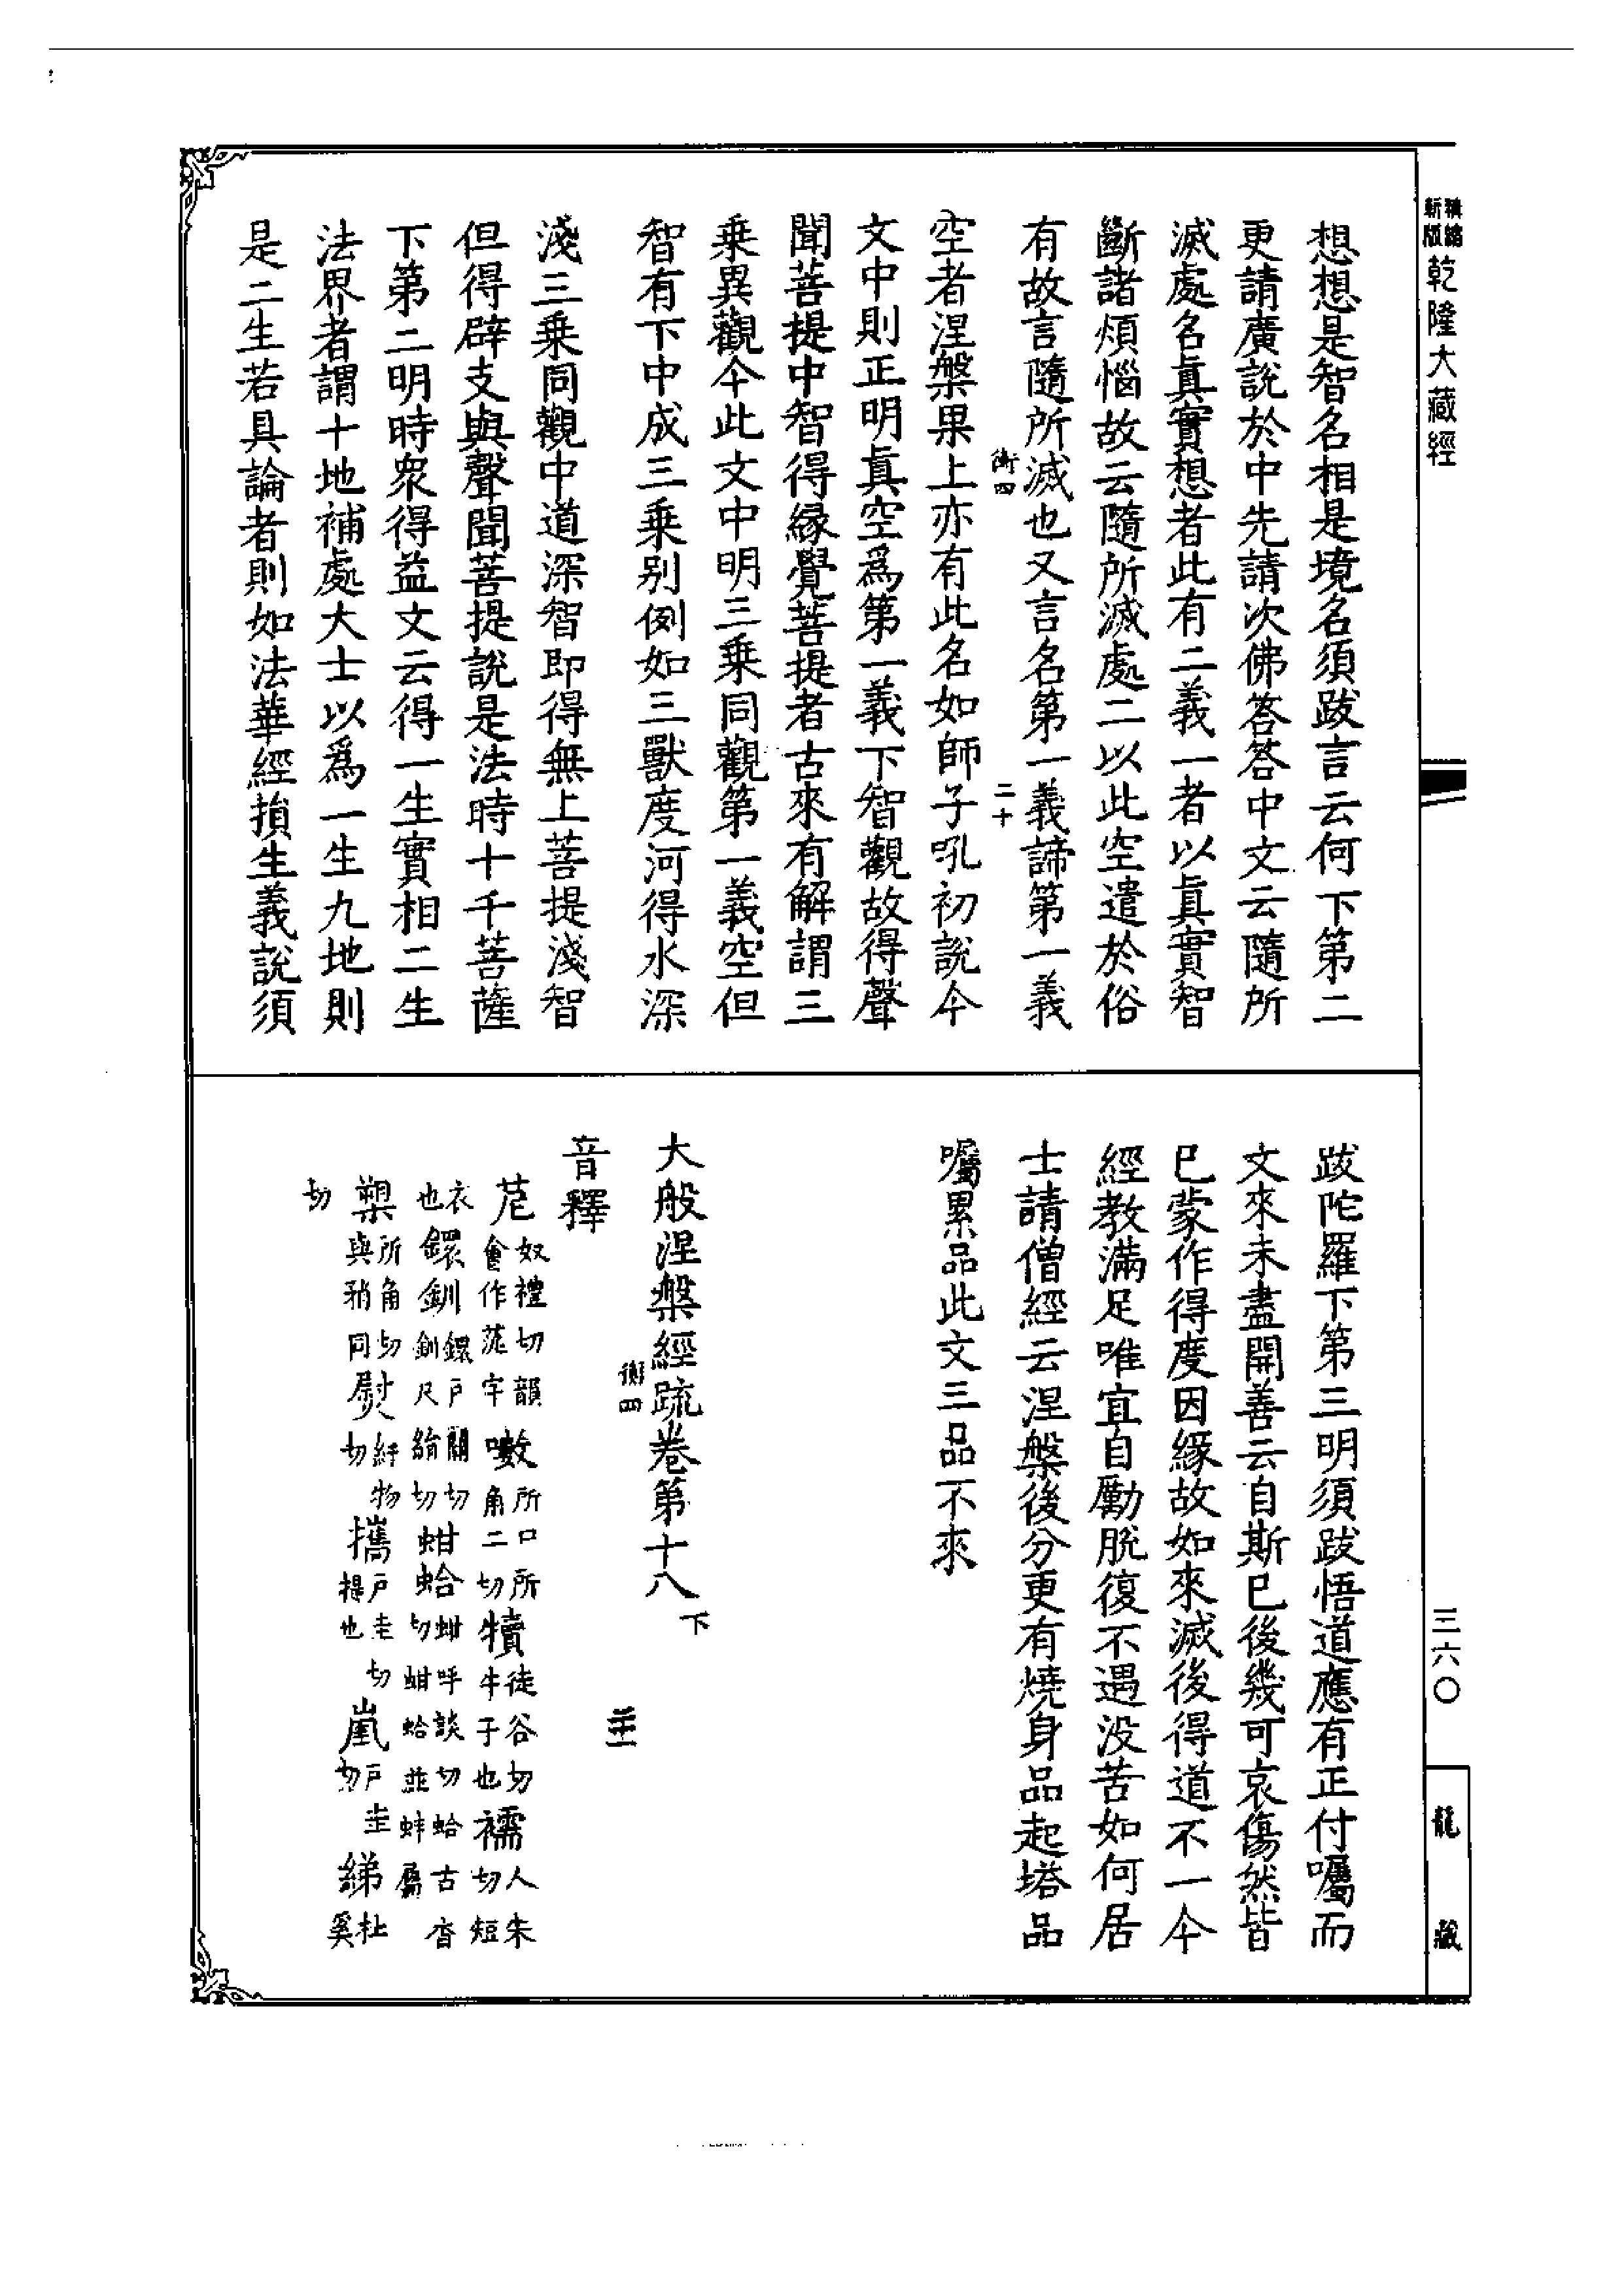 精縮新版乾隆大藏經
想想是智名相是境名須跋言云何下第二
更請廣說於中先請次佛答答中文云隨所
滅處名眞實想者此有二義一者以眞實智
斷諸煩惱故云隨所滅處二以此空遣於俗
有故言隨所滅也又言名第一義諦第一義
衡四 二十
空者涅槃果上亦有此名如師子吼初說今
文中則正明眞空爲第一義下智觀故得聲
聞菩提中智得緣覺菩提者古來有解謂三
乘異觀今此文中明三乘同觀第一義空但
智有下中成三乘别例如三獸度河得水深
淺三乘同觀中道深智即得無上菩提淺智
但得辟支與聲聞菩提說是法時十千菩薩
下第二明時衆得益文云得一生實相二生
法界者謂十地補處大士以爲一生九地則
是二生若具論者則如法華經損生義說須
跋陀羅下第三明須跋悟道應有正付囑而
文來未盡開善云自斯已後幾可哀傷然皆
已蒙作得度因緣故如來滅後得道不一今
經教滿足唯宜自勵脫復不遇没苦如何居
士請僧經云涅槃後分更有燒身品起塔品
囑累品此文三品不來
大般涅槃經疏卷第十八下
衡四
音釋
苨奴禮切韻會作苨字 嗽所口所角二切 犢徒谷切牛子也 襦人朱切短
衣也 鐶釧鐶戶關切釧尺絹切 蚶蛤蚶呼談切蛤古沓切蚶蛤並蚌屬
槊所角切與矟同 尉紆物切 攜戶圭切提也 嵐戶圭切 綈杜奚
切
三六〇
龍藏